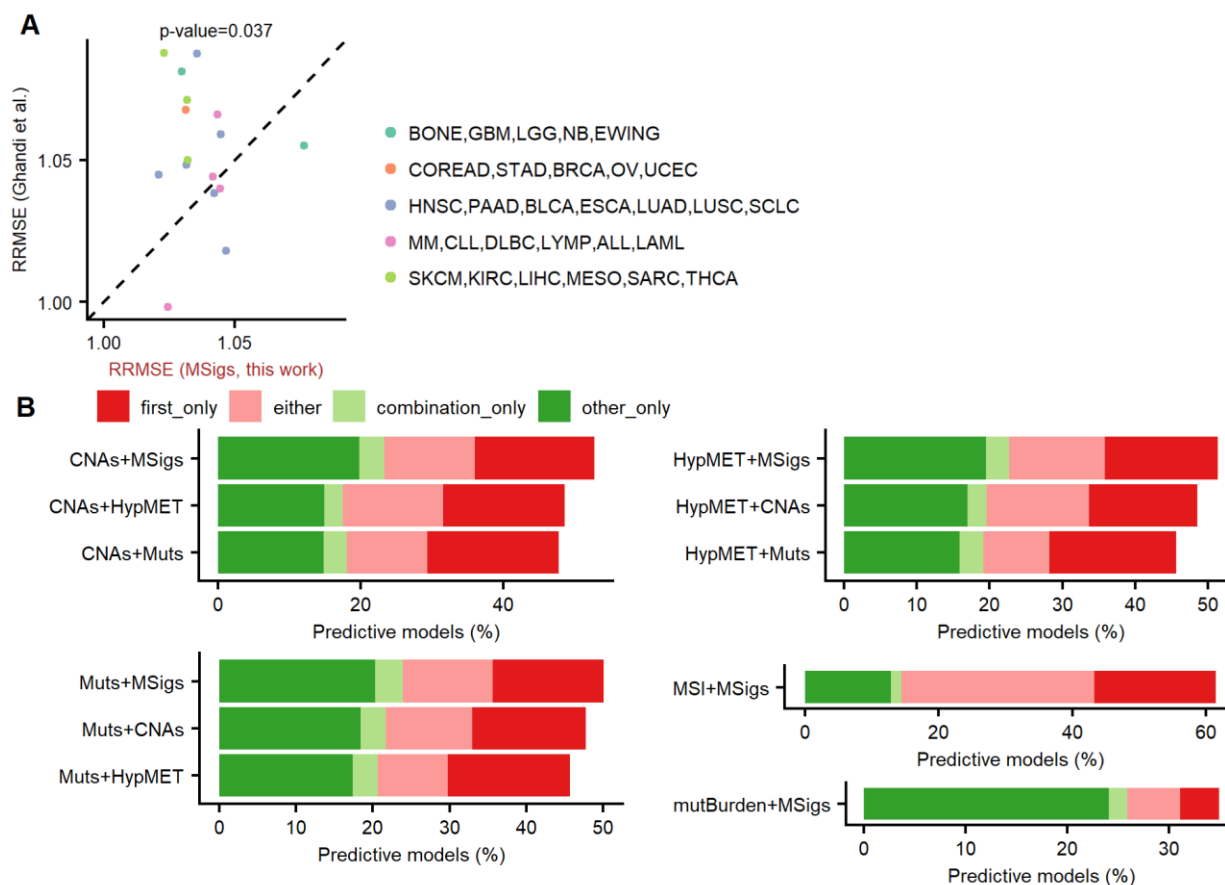 A
p-value=0.037
RRMSE (Ghandi et al.)
1.05
1.00
1.00 1.05
RRMSE (MSigs, this work)
BONE,GBM,LGG,NB,EWING
COREAD,STAD,BRCA,OV,UCEC
HNSC,PAAD,BLCA,ESCA,LUAD,LUSC,SCLC
MM,CLL,DLBC,LYMP,ALL,LAML
SKCM,KIRC,LIHC,MESO,SARC,THCA
B
first_only either combination_only other_only
CNAs+MSigs
CNAs+HypMET
CNAs+Muts
0 20 40
Predictive models (%)
HypMET+MSigs
HypMET+CNAs
HypMET+Muts
0 10 20 30 40 50
Predictive models (%)
Muts+MSigs
Muts+CNAs
Muts+HypMET
0 10 20 30 40 50
Predictive models (%)
MSI+MSigs
0 20 40 60
Predictive models (%)
mutBurden+MSigs
0 10 20 30
Predictive models (%)